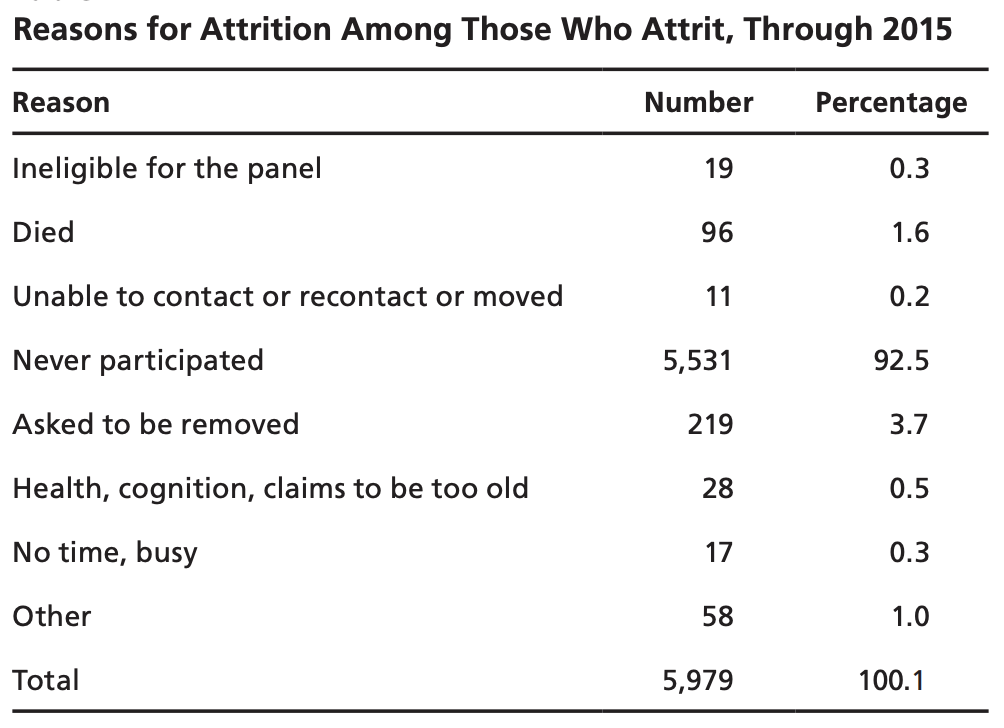 Reasons for Attrition Among Those Who Attrit, Through 2015
Reason Number Percentage
Ineligible for the panel 19 0.3
Died 96 1.6
Unable to contact or recontact or moved 11 0.2
Never participated 5,531 92.5
Asked to be removed 219 3.7
Health, cognition, claims to be too old 28 0.5
No time, busy 17 0.3
Other 58 1.0
Total 5,979 100.1